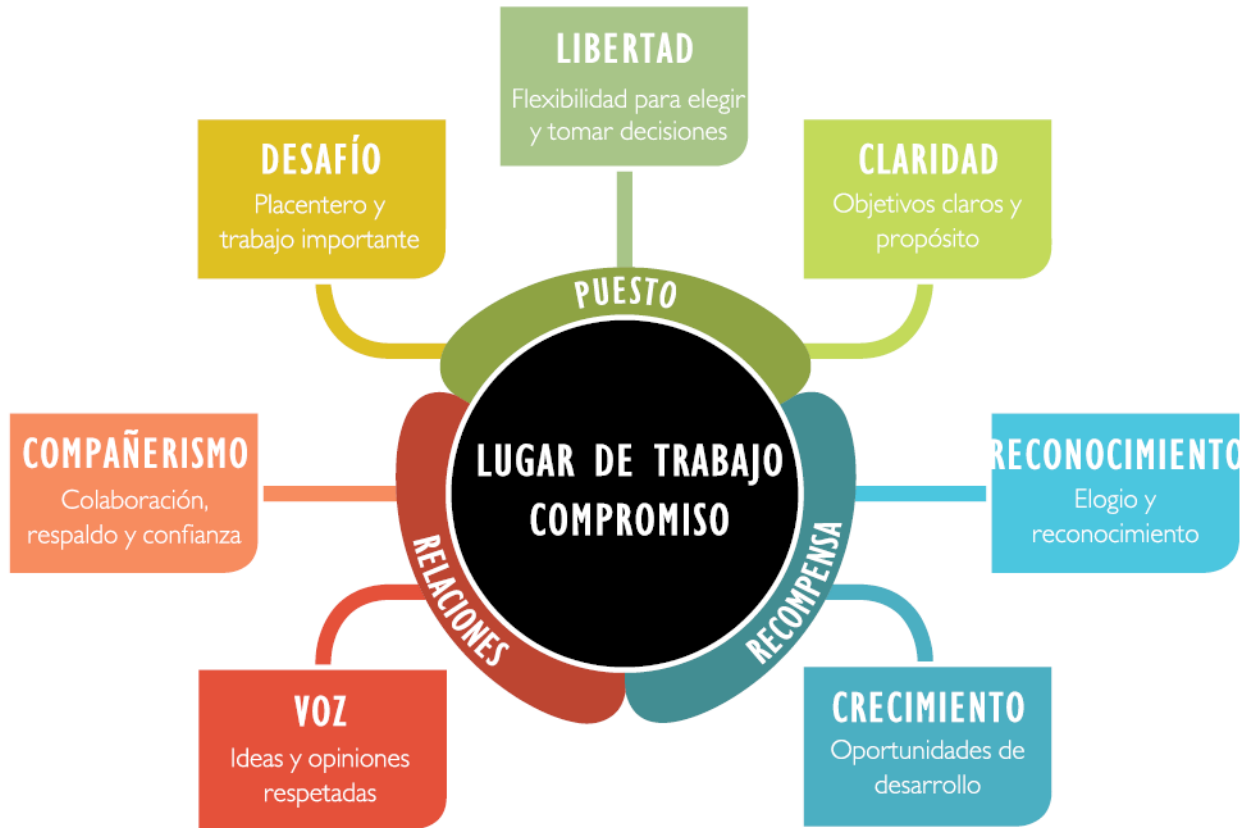 LIBERTAD
Flexibilidad para elegir
y tomar decisiones
DESAFÍO
Placentero y
trabajo importante
CLARIDAD
Objetivos claros y
propósito
PUESTO
COMPAÑERISMO
Colaboración,
respaldo y confianza
LUGAR DE TRABAJO
COMPROMISO
RECONOCIMIENTO
Elogio y
reconocimiento
RELACIONES
RECOMPENSA
VOZ
Ideas y opiniones
respetadas
CRECIMIENTO
Oportunidades de
desarrollo